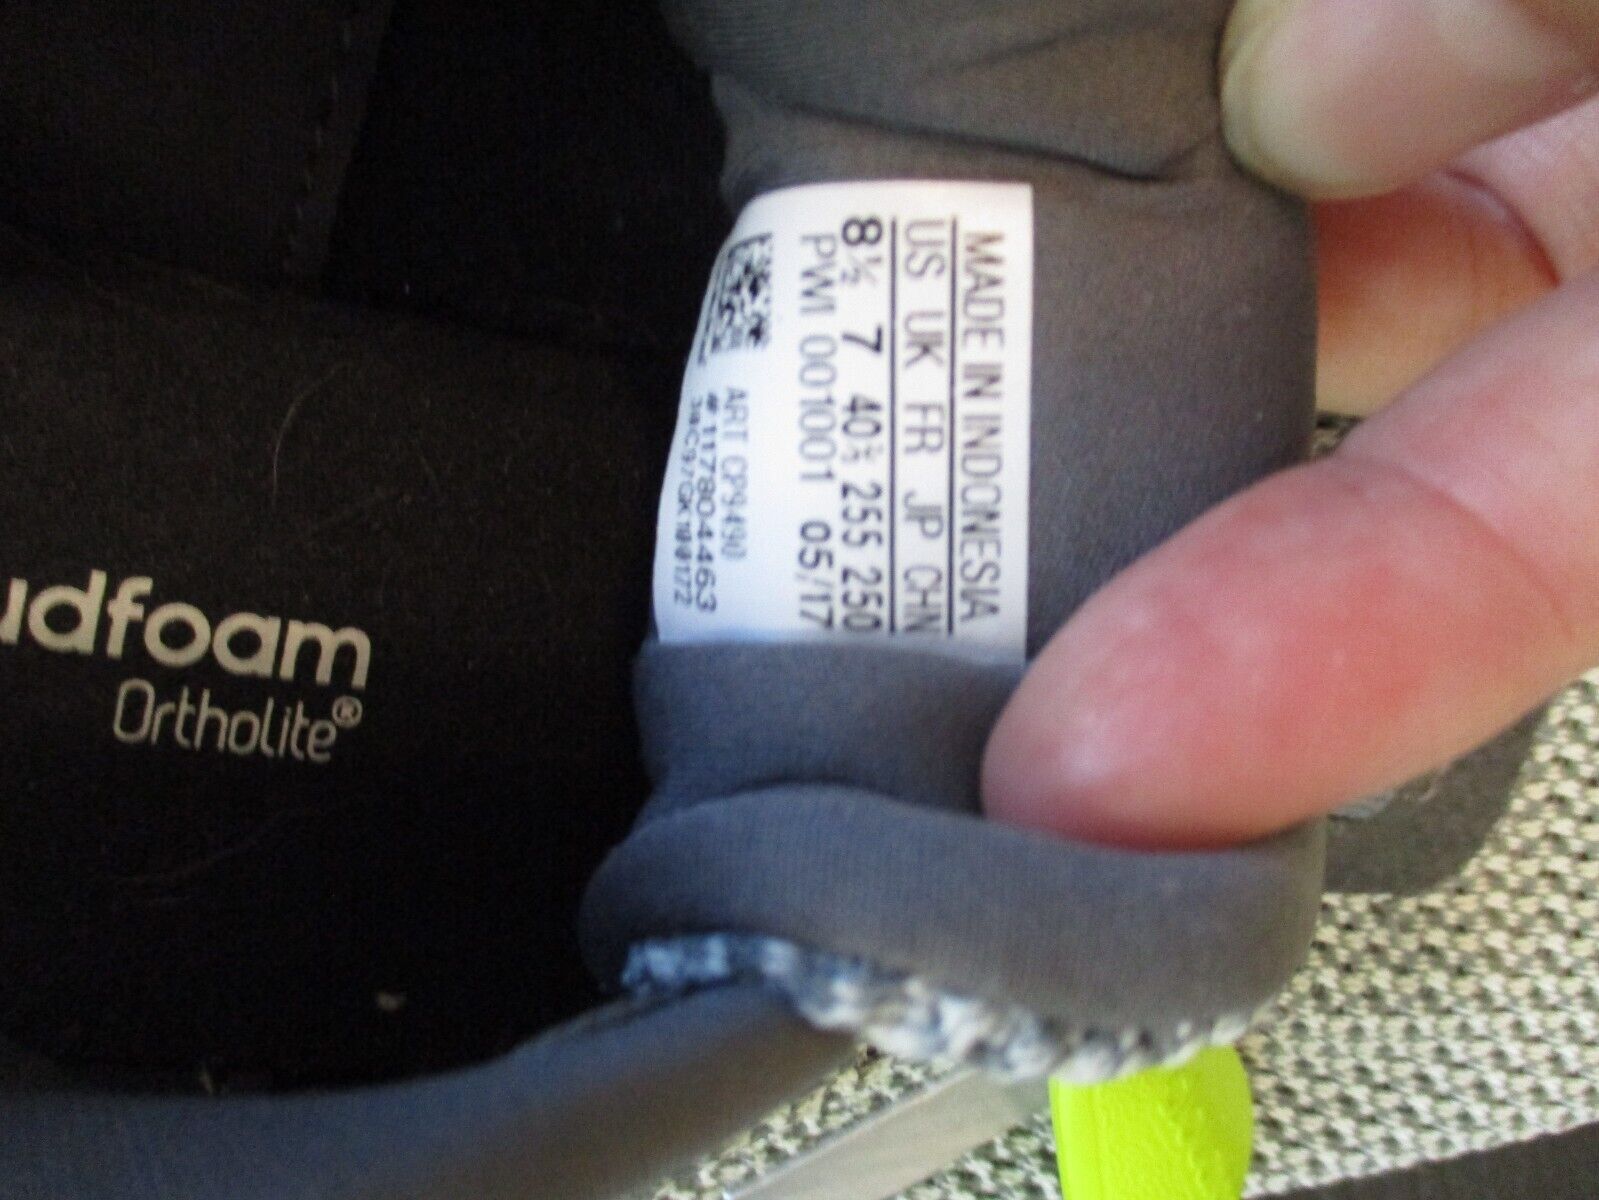 MADE IN INDONESIA
US UK FR JP CHN
8½ 7 40⅔ 255 250
PWI 001001 05/17
ART CP9490
#:1178044463
udfoam
Ortholite®